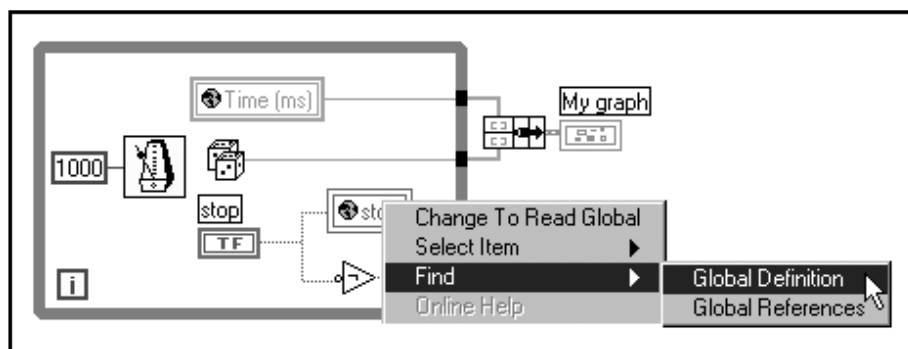 Time (ms)
My graph
1000
stop
TF
sto
i
Change To Read Global
Select Item
Find
Online Help
Global Definition
Global References